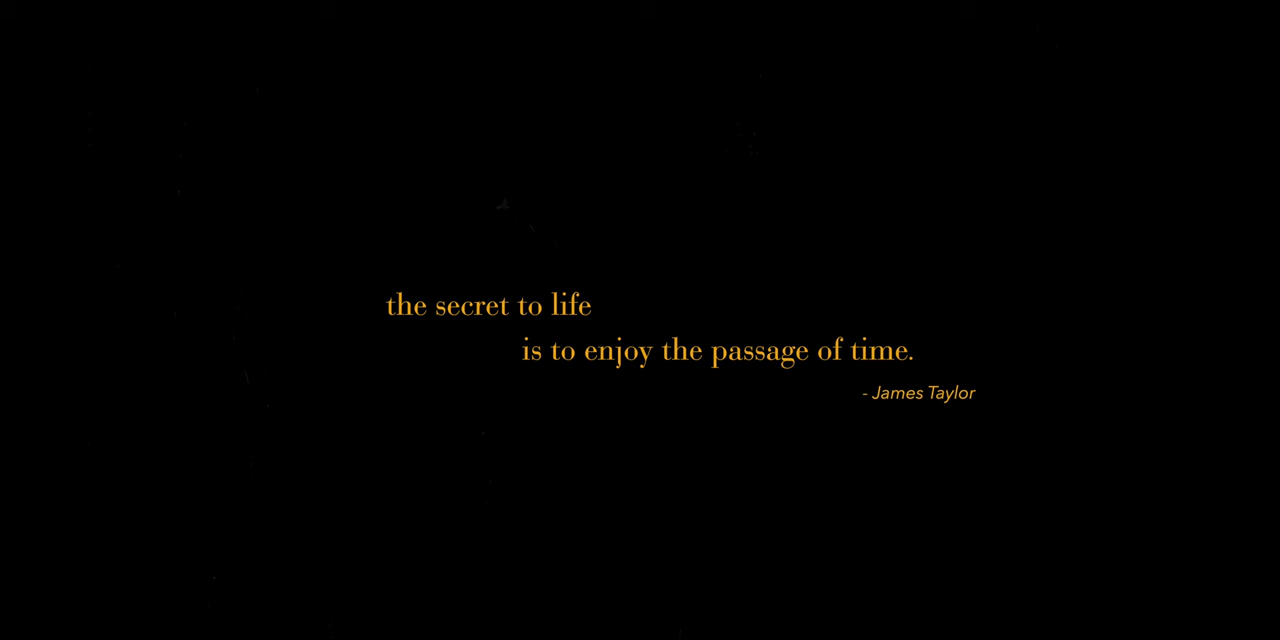 the secret to life
is to enjoy the passage of time.
- James Taylor